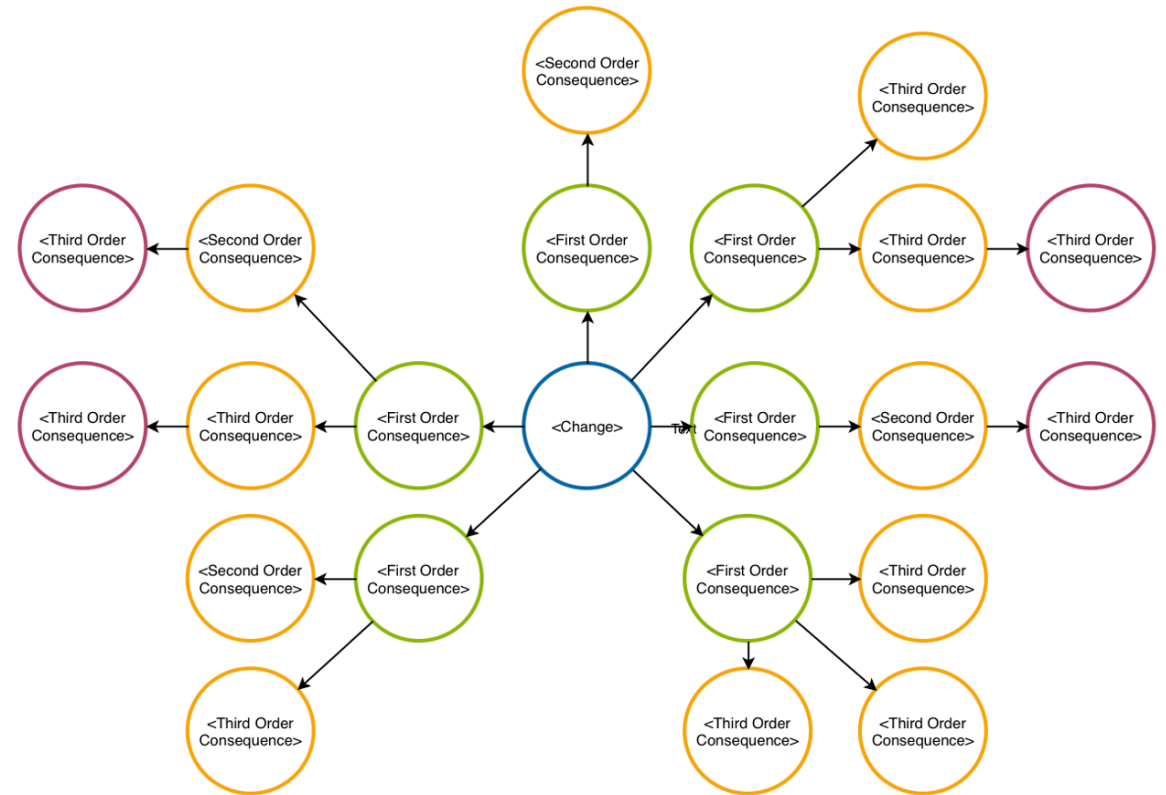 <Second Order
Consequence>
<Third Order
Consequence>
<Third Order
Consequence>
<Second Order
Consequence>
<First Order
Consequence>
<First Order
Consequence>
<Third Order
Consequence>
<Third Order
Consequence>
<Third Order
Consequence>
<Third Order
Consequence>
<First Order
Consequence>
<Change>
Text
<First Order
Consequence>
<Second Order
Consequence>
<Third Order
Consequence>
<Second Order
Consequence>
<First Order
Consequence>
<First Order
Consequence>
<Third Order
Consequence>
<Third Order
Consequence>
<Third Order
Consequence>
<Third Order
Consequence>